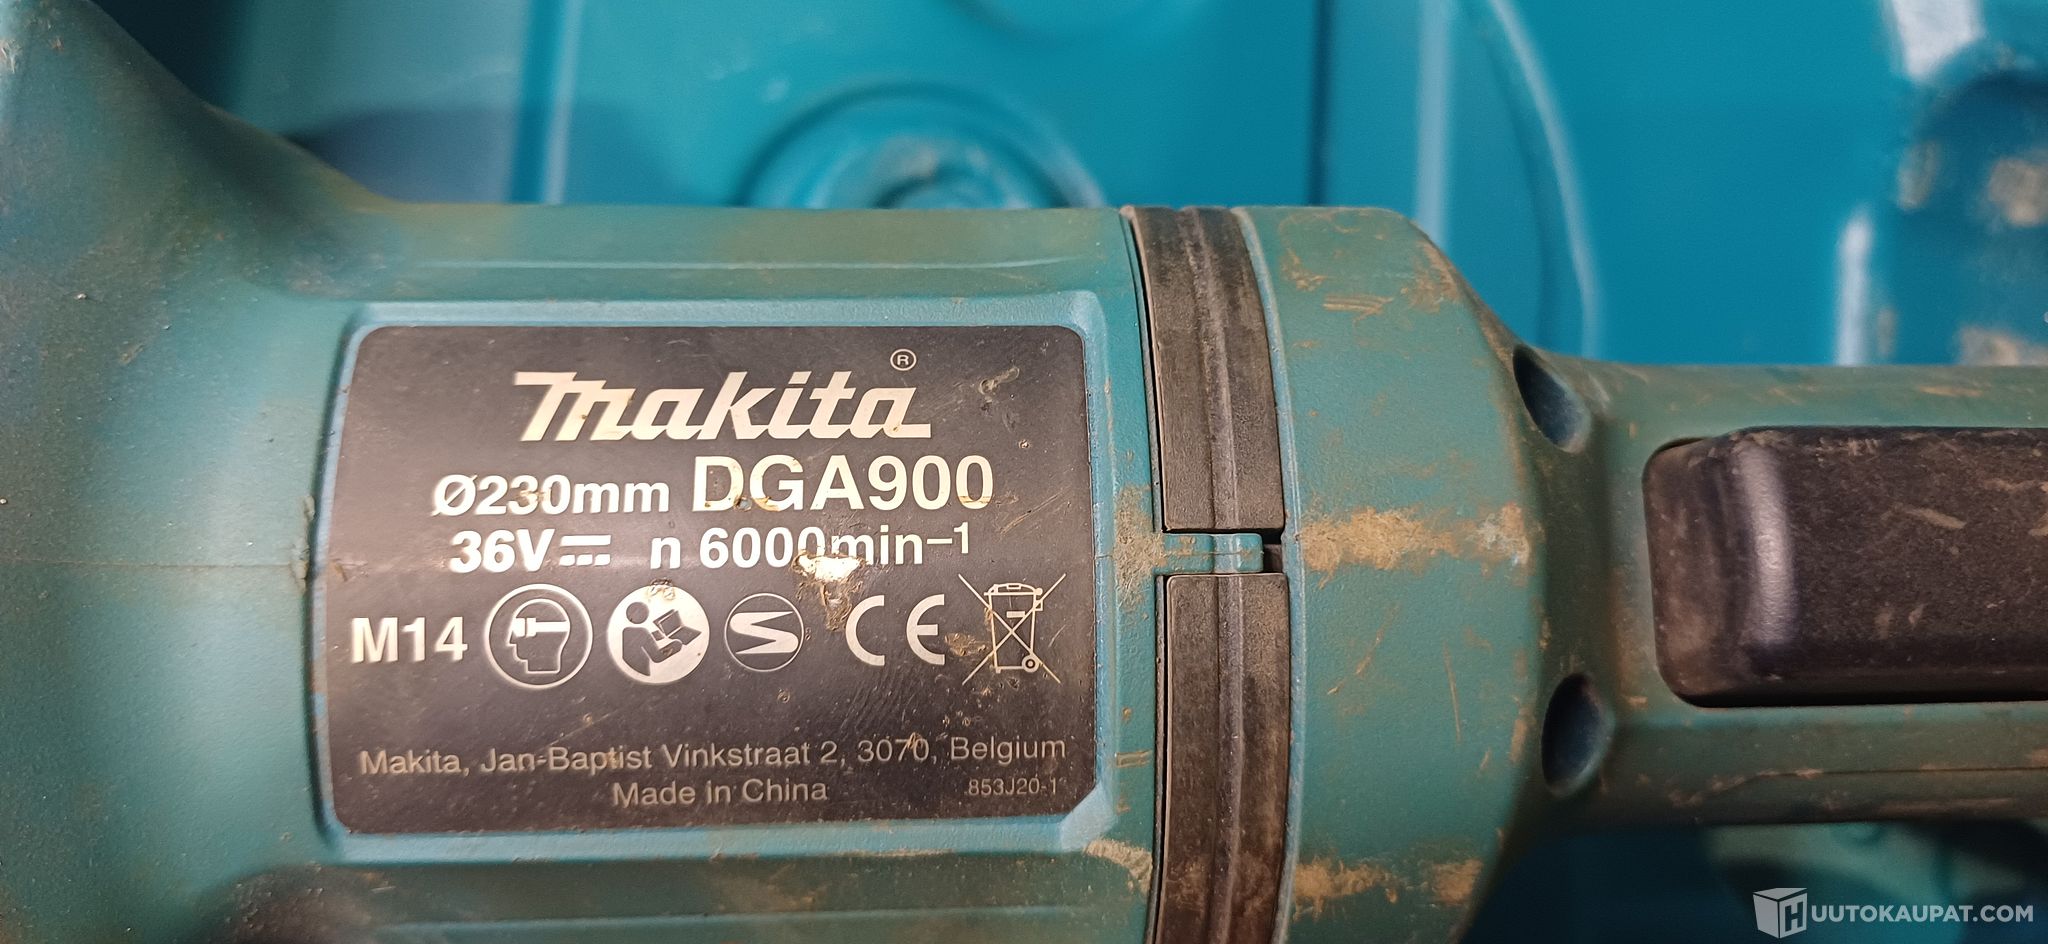 makita®
Ø230mm DGA900
36V⎓ n 6000min⁻¹
M14 CE
Makita, Jan-Baptist Vinkstraat 2, 3070, Belgium
Made in China 853J20-1
HUUTOKAUPAT.COM